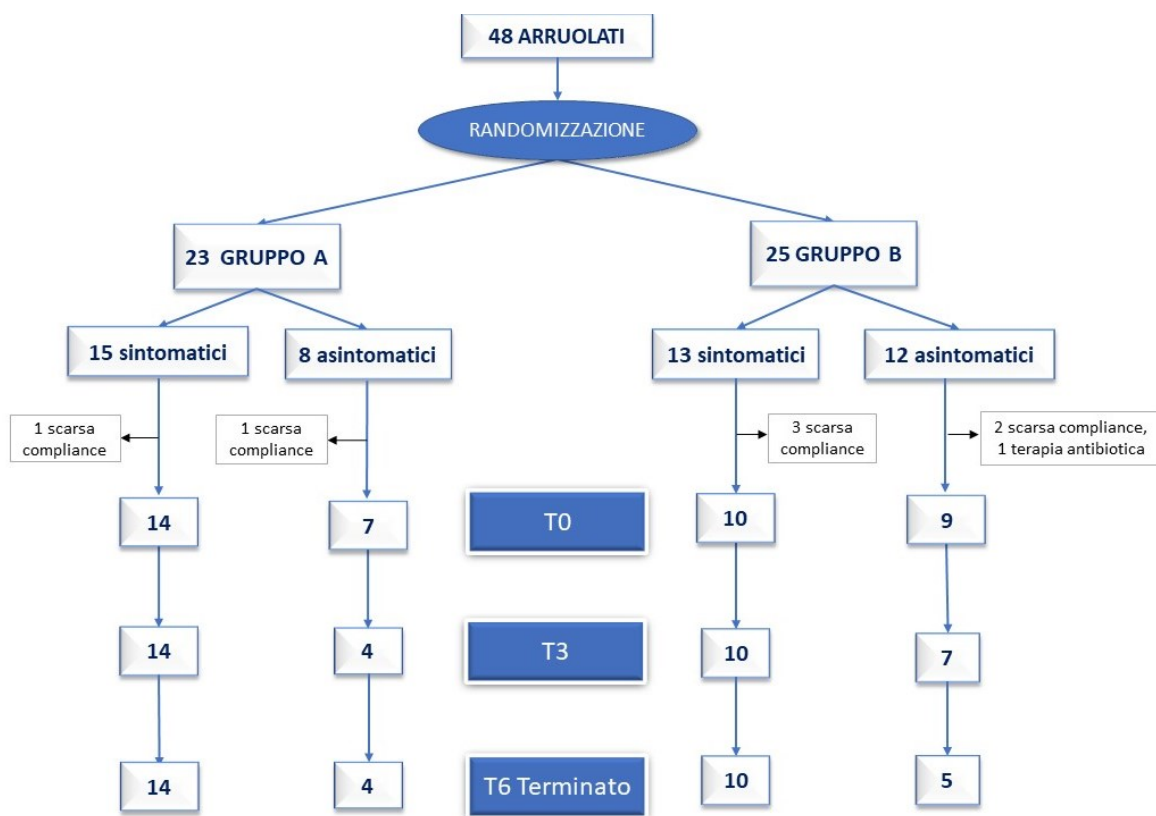 48 ARRUOLATI
RANDOMIZZAZIONE
23 GRUPPO A
25 GRUPPO B
15 sintomatici
8 asintomatici
13 sintomatici
12 asintomatici
1 scarsa
compliance
1 scarsa
compliance
3 scarsa
compliance
2 scarsa compliance,
1 terapia antibiotica
14
7
T0
10
9
14
4
T3
10
7
14
4
T6 Terminato
10
5